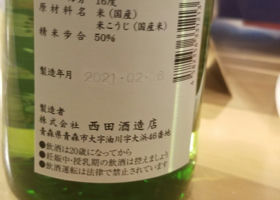 16度
原材料名 米（国産）
米こうじ（国産米）
精米歩合 50%
製造年月 2021-02-
製造者
株式会社 西田酒造店
青森県青森市大字油川字大浜46番地
●飲酒は20歳になってから。
●妊娠中・授乳期の飲酒は控えましょう
●飲酒運転は法律で禁止されています